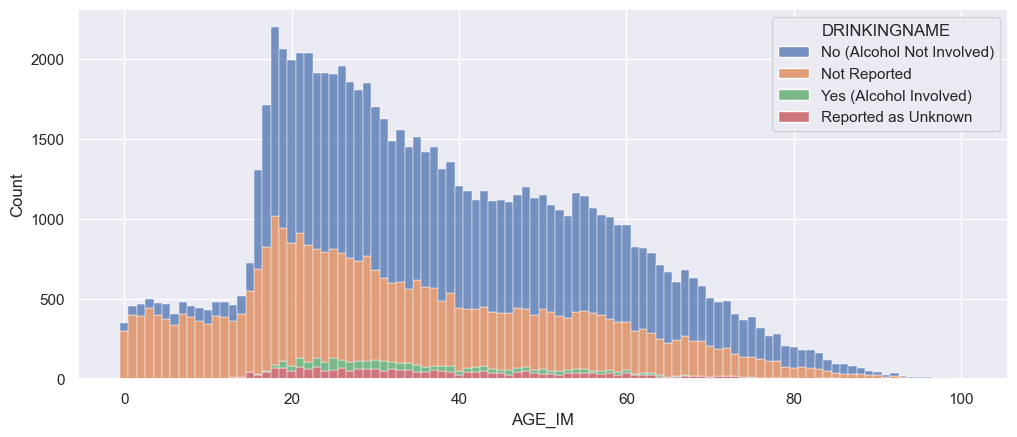 DRINKINGNAME
No (Alcohol Not Involved)
Not Reported
Yes (Alcohol Involved)
Reported as Unknown
Count
2000
1500
1000
500
0
0
20
40
60
80
100
AGE_IM